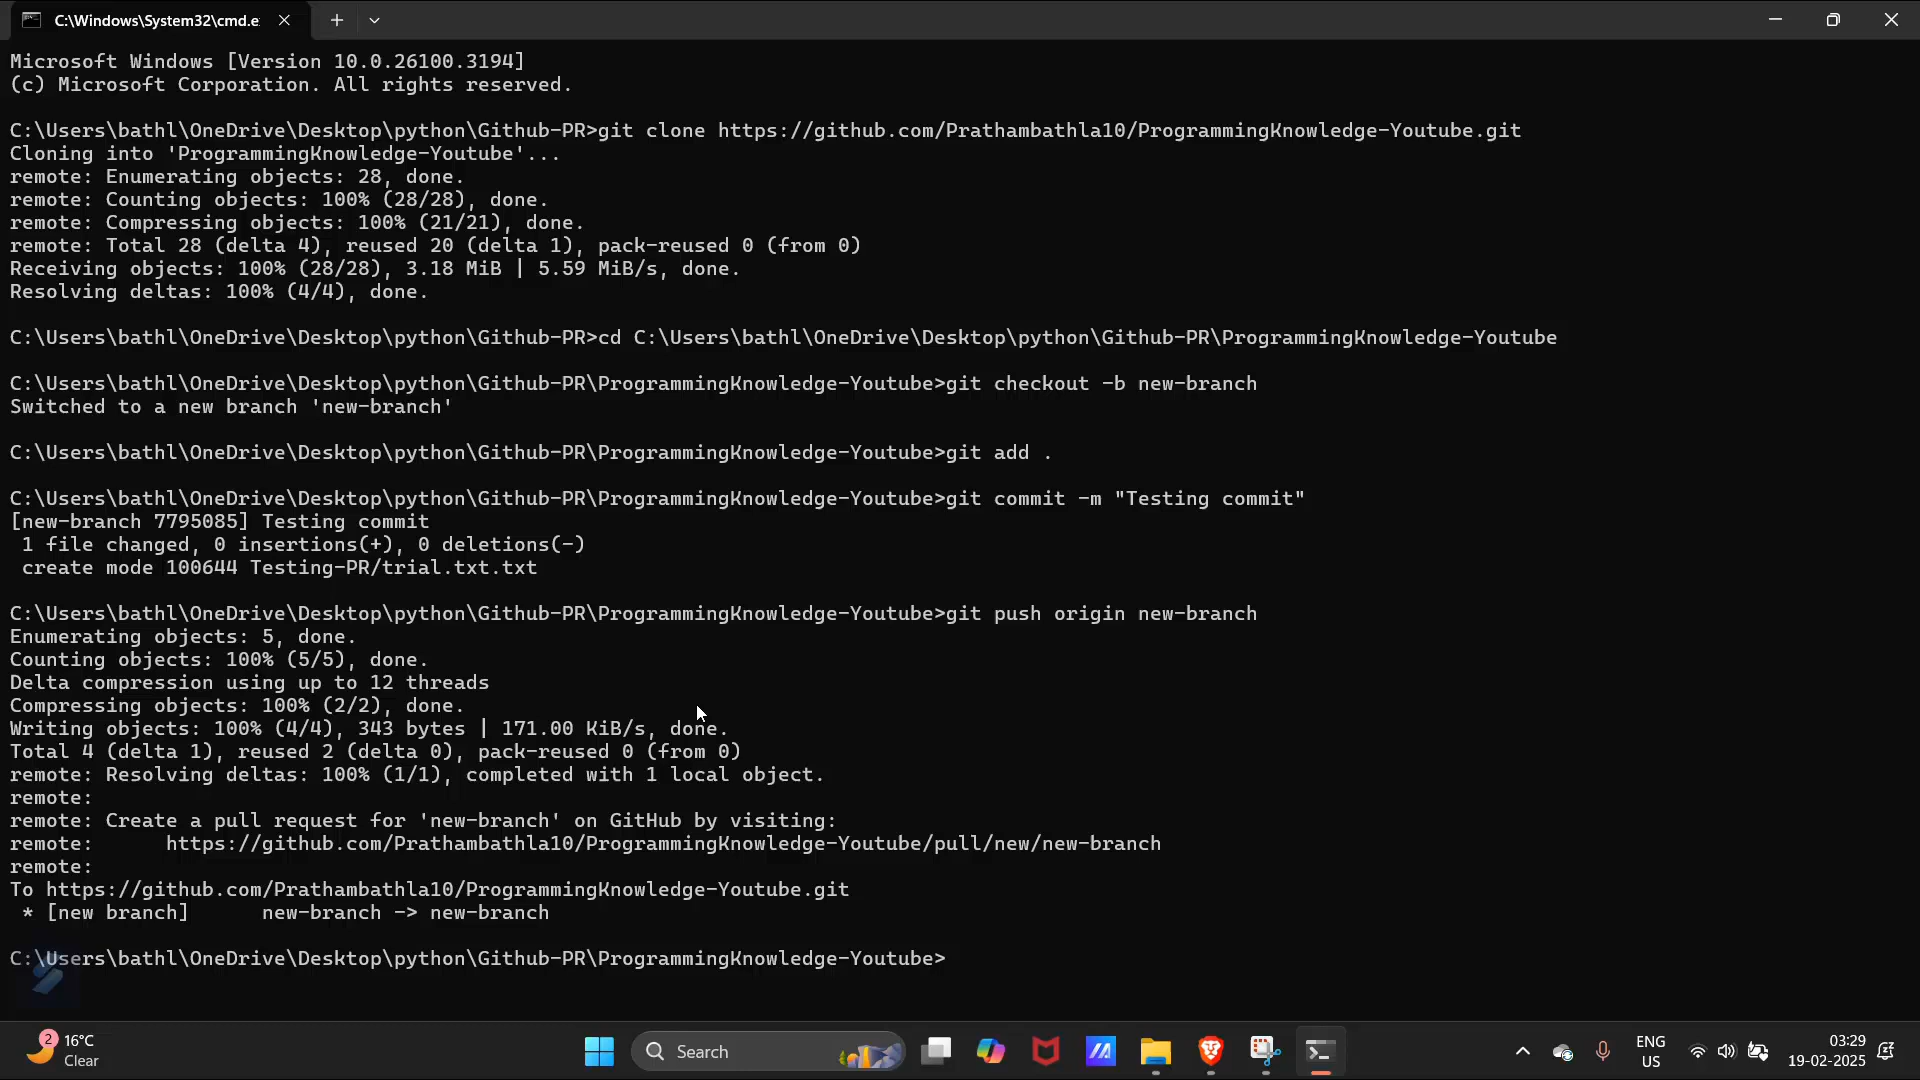 C:\Windows\System32\cmd.e
Microsoft Windows [Version 10.0.26100.3194]
(c) Microsoft Corporation. All rights reserved.
C:\Users\bathl\OneDrive\Desktop\python\Github-PR>git clone https://github.com/Prathambathla10/ProgrammingKnowledge-Youtube.git
Cloning into 'ProgrammingKnowledge-Youtube'...
remote: Enumerating objects: 28, done.
remote: Counting objects: 100% (28/28), done.
remote: Compressing objects: 100% (21/21), done.
remote: Total 28 (delta 4), reused 20 (delta 1), pack-reused 0 (from 0)
Receiving objects: 100% (28/28), 3.18 MiB | 5.59 MiB/s, done.
Resolving deltas: 100% (4/4), done.
C:\Users\bathl\OneDrive\Desktop\python\Github-PR>cd C:\Users\bathl\OneDrive\Desktop\python\Github-PR\ProgrammingKnowledge-Youtube
C:\Users\bathl\OneDrive\Desktop\python\Github-PR\ProgrammingKnowledge-Youtube>git checkout -b new-branch
Switched to a new branch 'new-branch'
C:\Users\bathl\OneDrive\Desktop\python\Github-PR\ProgrammingKnowledge-Youtube>git add .
C:\Users\bathl\OneDrive\Desktop\python\Github-PR\ProgrammingKnowledge-Youtube>git commit -m "Testing commit"
[new-branch 7795085] Testing commit
1 file changed, 0 insertions(+), 0 deletions(-)
create mode 100644 Testing-PR/trial.txt.txt
C:\Users\bathl\OneDrive\Desktop\python\Github-PR\ProgrammingKnowledge-Youtube>git push origin new-branch
Enumerating objects: 5, done.
Counting objects: 100% (5/5), done.
Delta compression using up to 12 threads
Compressing objects: 100% (2/2), done.
Writing objects: 100% (4/4), 343 bytes | 171.00 KiB/s, done.
Total 4 (delta 1), reused 2 (delta 0), pack-reused 0 (from 0)
remote: Resolving deltas: 100% (1/1), completed with 1 local object.
remote:
remote: Create a pull request for 'new-branch' on GitHub by visiting:
remote:      https://github.com/Prathambathla10/ProgrammingKnowledge-Youtube/pull/new/new-branch
remote:
To https://github.com/Prathambathla10/ProgrammingKnowledge-Youtube.git
* [new branch]      new-branch -> new-branch
C:\Users\bathl\OneDrive\Desktop\python\Github-PR\ProgrammingKnowledge-Youtube>
2
16°C
Clear
Search
ENG
US
03:29
19-02-2025